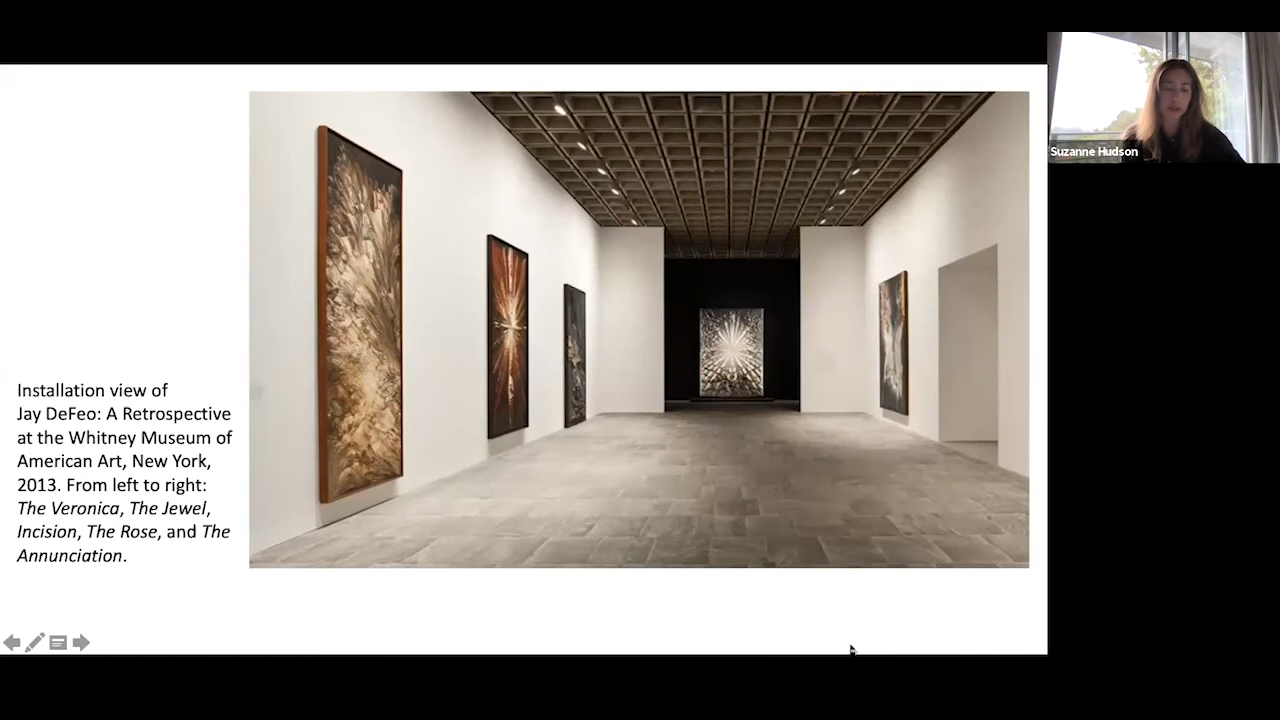 Suzanne Hudson
Installation view of
Jay DeFeo: A Retrospective
at the Whitney Museum of
American Art, New York,
2013. From left to right:
The Veronica, The Jewel,
Incision, The Rose, and The
Annunciation.